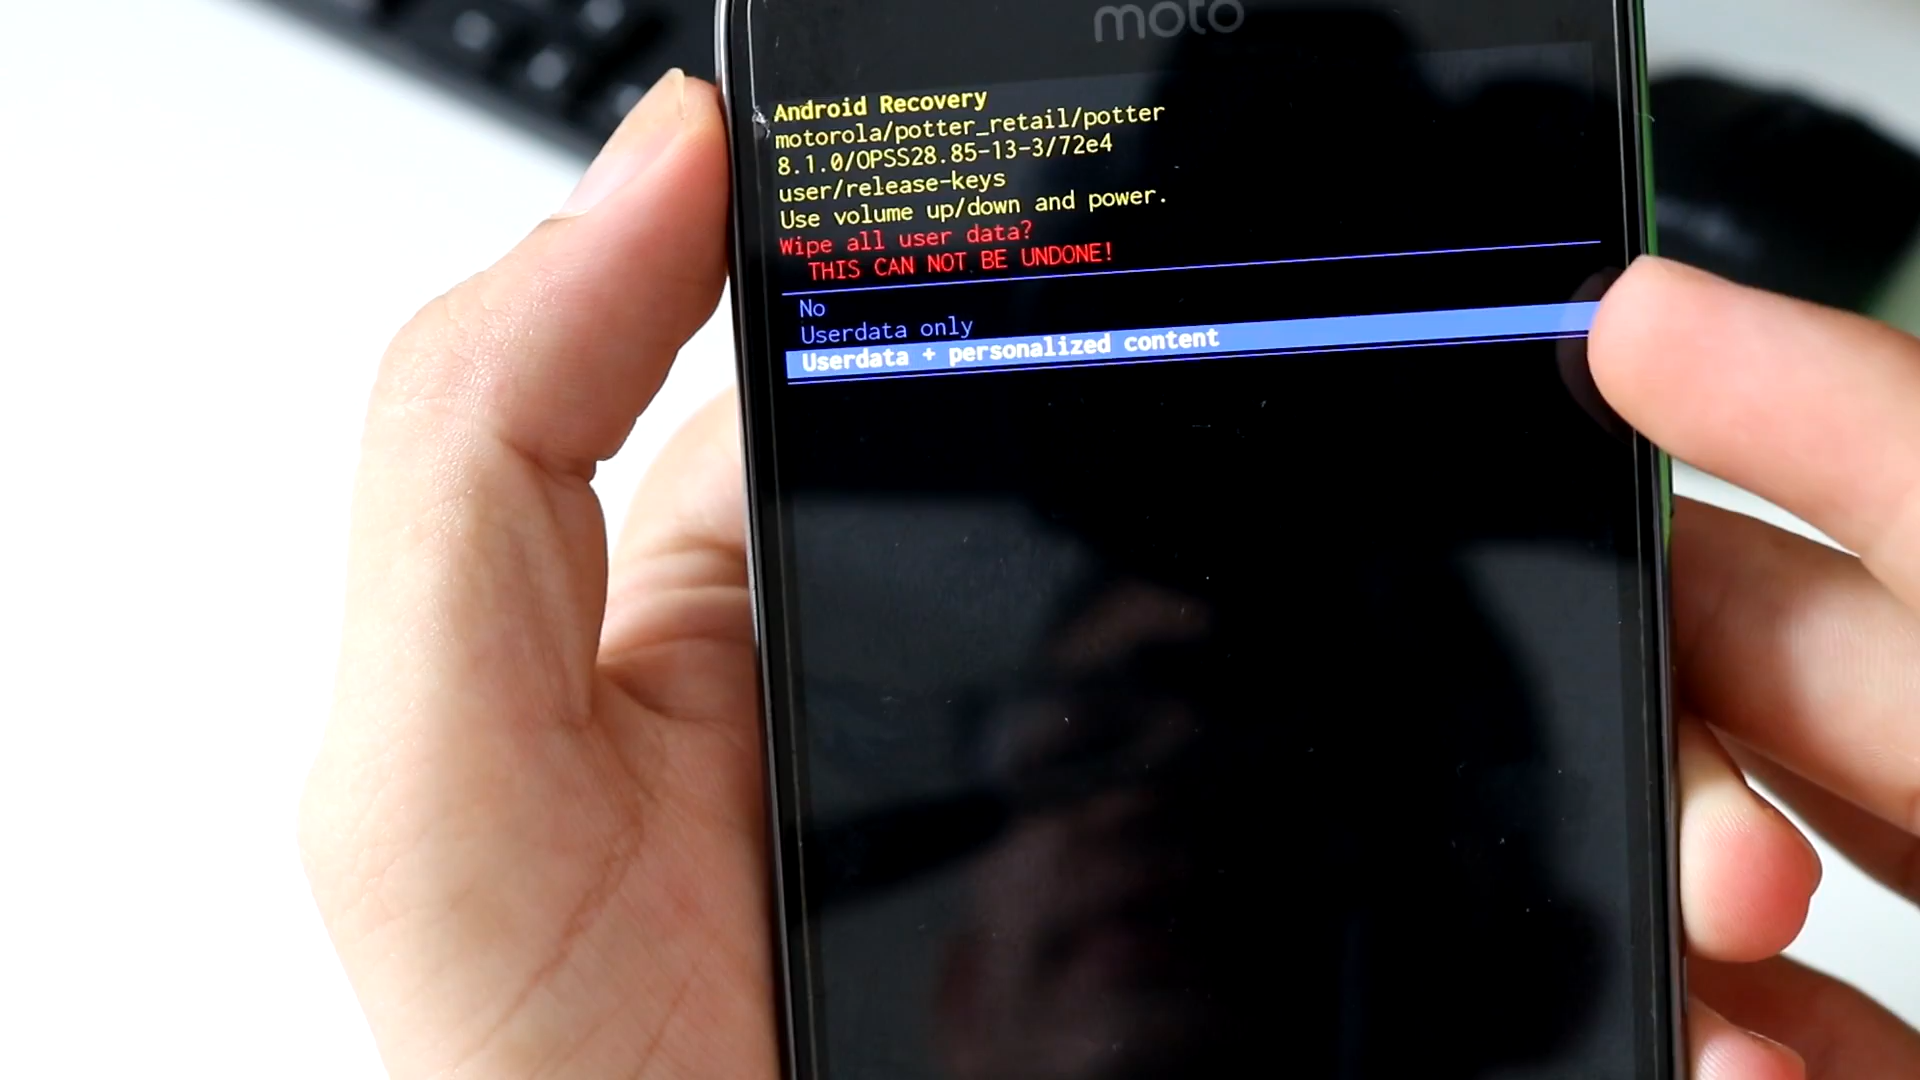 moto
Android Recovery
motorola/potter_retail/potter
8.1.0/OPSS28.85-13-3/72e4
user/release-keys
Use volume up/down and power.
Wipe all user data?
THIS CAN NOT BE UNDONE!
No
Userdata only
Userdata + personalized content